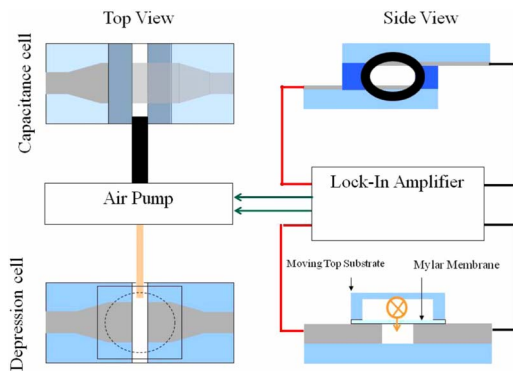 Top View
Side View
Capacitance cell
Air Pump
Lock-In Amplifier
Depression cell
Moving Top Substrate
Mylar Membrane